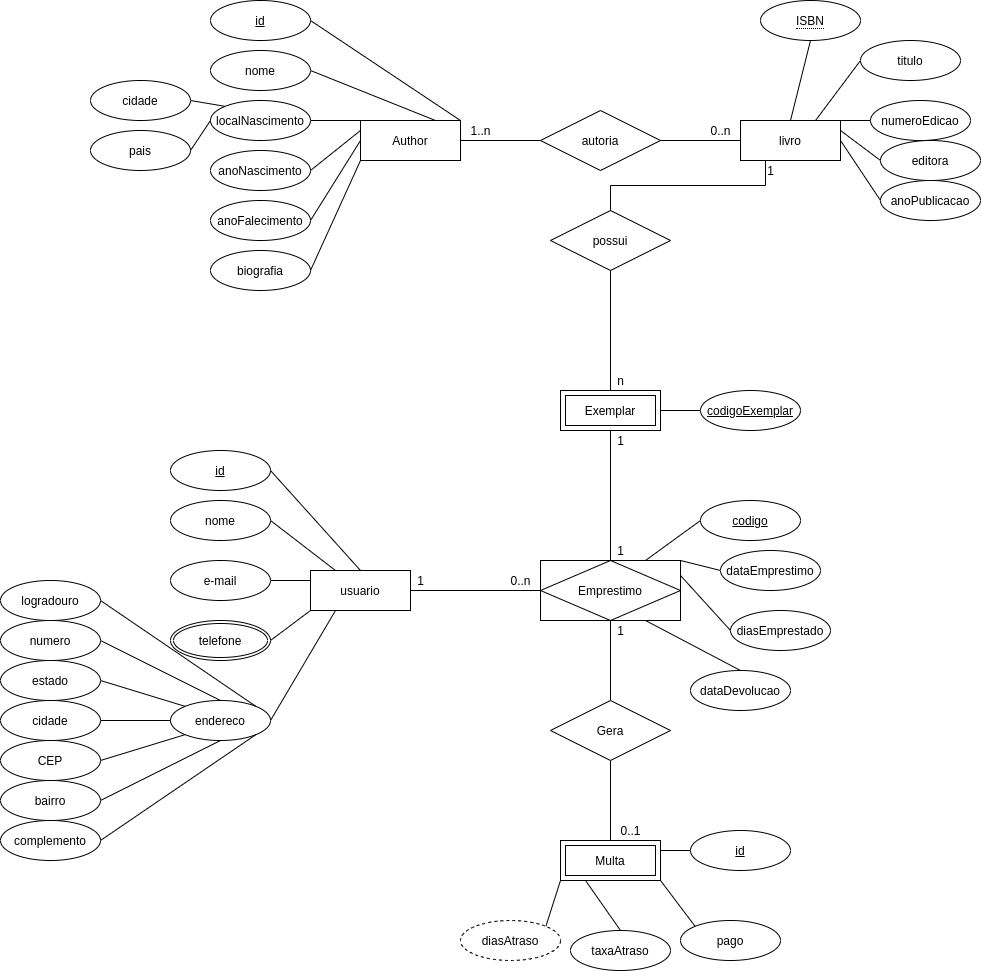 id
ISBN
nome
titulo
cidade
localNascimento
numeroEdicao
1..n
0..n
Author
autoria
livro
pais
editora
anoNascimento
1
anoPublicacao
anoFalecimento
possui
biografia
n
Exemplar
codigoExemplar
1
id
nome
codigo
1
dataEmprestimo
e-mail
usuario
1
0..n
Emprestimo
logradouro
diasEmprestado
1
numero
telefone
estado
dataDevolucao
cidade
endereco
Gera
CEP
bairro
0..1
complemento
id
Multa
diasAtraso
taxaAtraso
pago